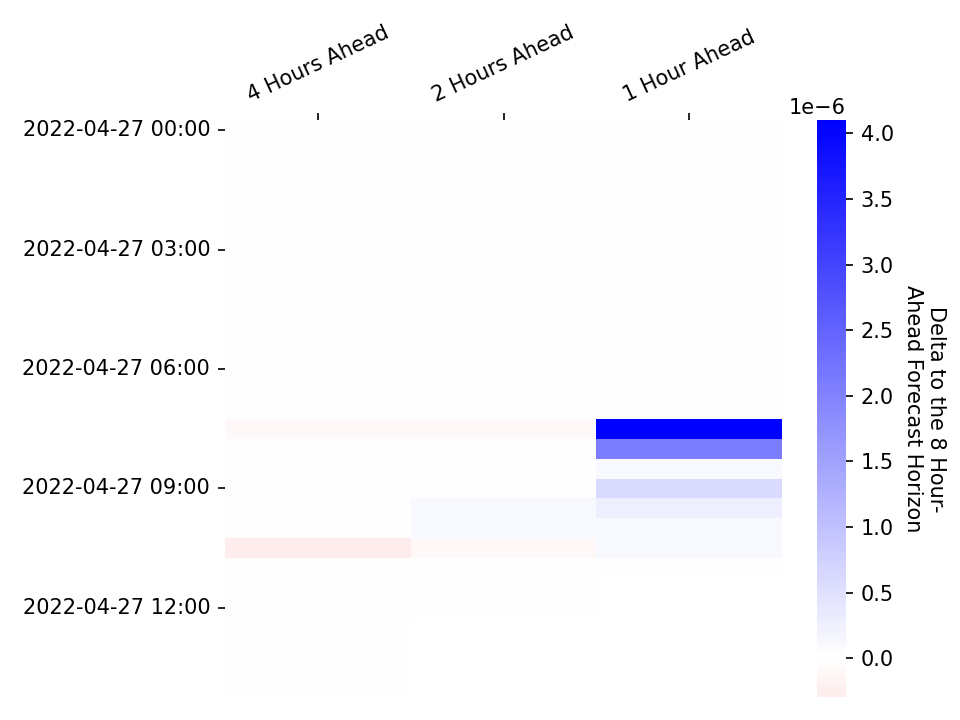 4 Hours Ahead
2 Hours Ahead
1 Hour Ahead
1e−6
2022-04-27 00:00
2022-04-27 03:00
2022-04-27 06:00
2022-04-27 09:00
2022-04-27 12:00
4.0
3.5
3.0
2.5
2.0
1.5
1.0
0.5
0.0
Delta to the 8 Hour-
Ahead Forecast Horizon